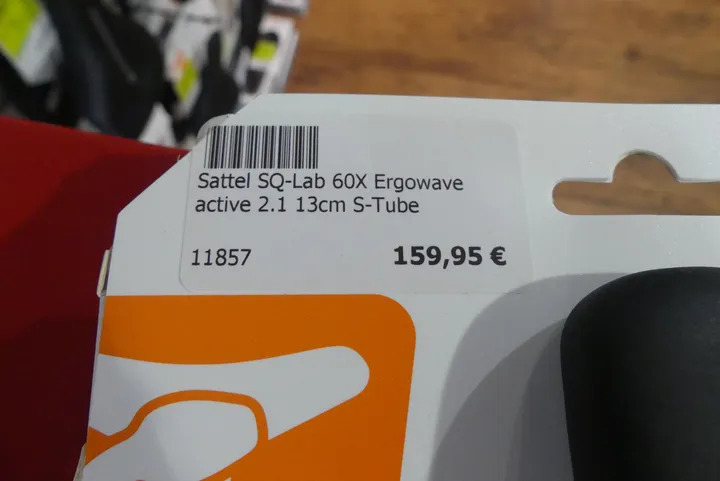 Sattel SQ-Lab 60X Ergowave
active 2.1 13cm S-Tube
11857 159,95 €